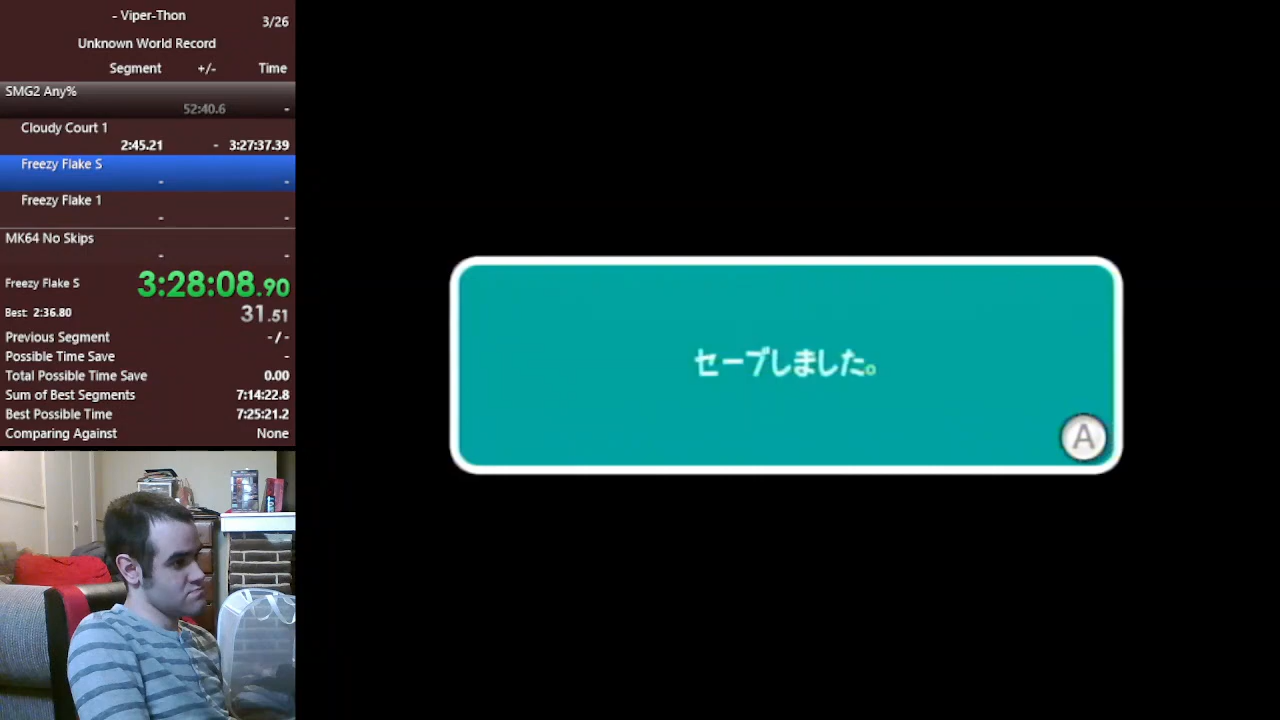 - Viper-Thon
3/26
Unknown World Record
Segment +/- Time
SMG2 Any%
52:40.6 -
Cloudy Court 1
2:45.21 - 3:27:37.39
Freezy Flake S
- -
Freezy Flake 1
- -
MK64 No Skips
- -
Freezy Flake S 3:28:08.90
Best: 2:36.80 31.51
Previous Segment - / -
Possible Time Save -
Total Possible Time Save 0.00
Sum of Best Segments 7:14:22.8
Best Possible Time 7:25:21.2
Comparing Against None
セーブしました。
A